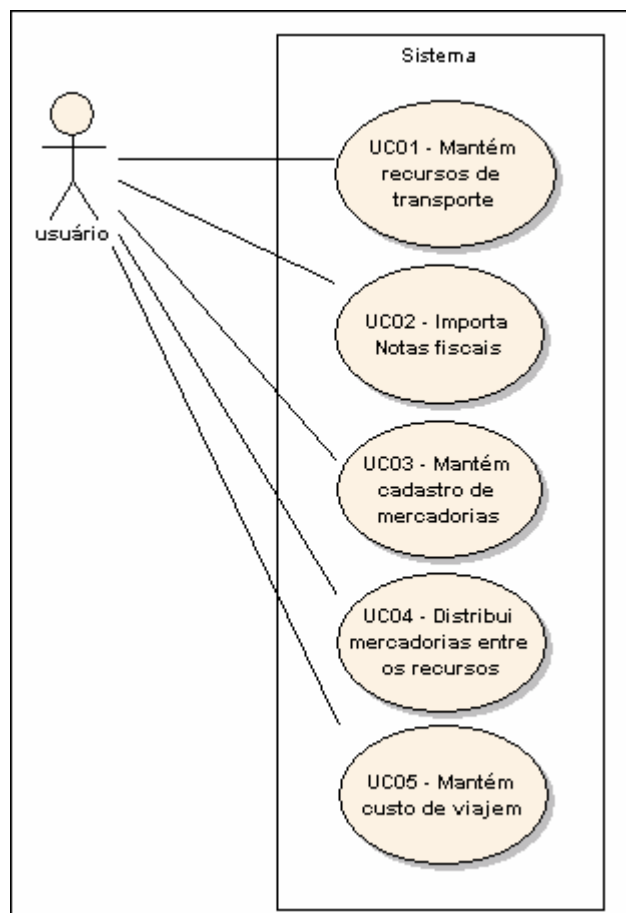 Sistema
usuário
UC01 - Mantém
recursos de
transporte
UC02 - Importa
Notas fiscais
UC03 - Mantém
cadastro de
mercadorias
UC04 - Distribui
mercadorias entre
os recursos
UC05 - Mantém
custo de viajem